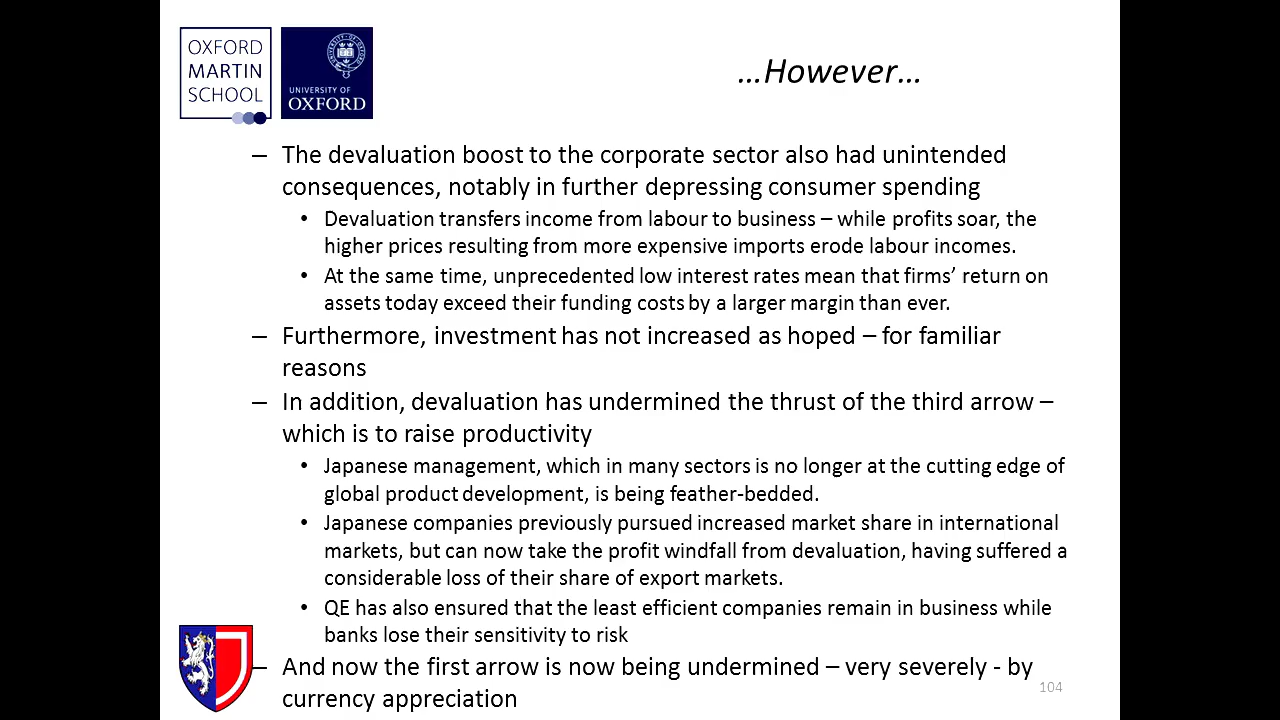 OXFORD
MARTIN
SCHOOL
UNIVERSITY OF
OXFORD
...However...
– The devaluation boost to the corporate sector also had unintended
consequences, notably in further depressing consumer spending
• Devaluation transfers income from labour to business – while profits soar, the
higher prices resulting from more expensive imports erode labour incomes.
• At the same time, unprecedented low interest rates mean that firms’ return on
assets today exceed their funding costs by a larger margin than ever.
– Furthermore, investment has not increased as hoped – for familiar
reasons
– In addition, devaluation has undermined the thrust of the third arrow –
which is to raise productivity
• Japanese management, which in many sectors is no longer at the cutting edge of
global product development, is being feather-bedded.
• Japanese companies previously pursued increased market share in international
markets, but can now take the profit windfall from devaluation, having suffered a
considerable loss of their share of export markets.
• QE has also ensured that the least efficient companies remain in business while
banks lose their sensitivity to risk
– And now the first arrow is now being undermined – very severely - by
currency appreciation
104